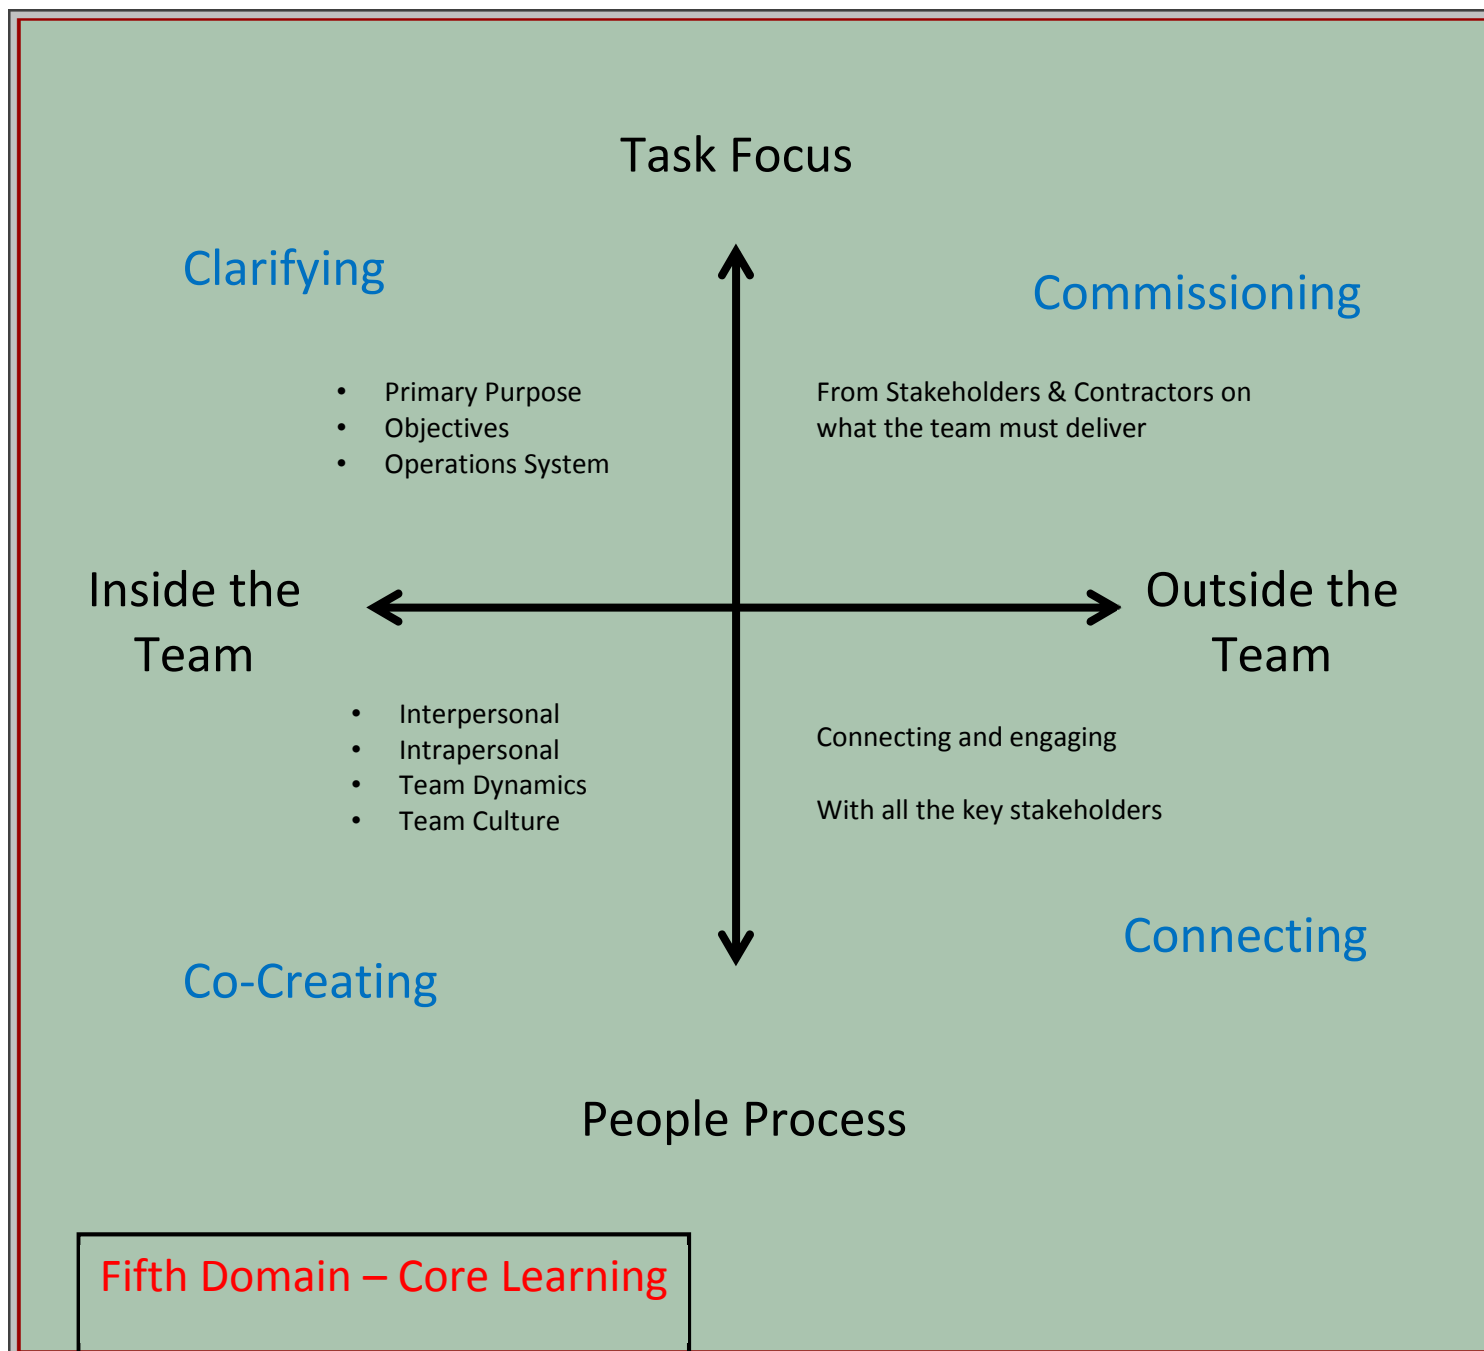 Task Focus
Clarifying
Commissioning
• Primary Purpose
• Objectives
• Operations System
From Stakeholders & Contractors on
what the team must deliver
Inside the
Team
Outside the
Team
• Interpersonal
• Intrapersonal
• Team Dynamics
• Team Culture
Connecting and engaging
With all the key stakeholders
Co-Creating
Connecting
People Process
Fifth Domain – Core Learning